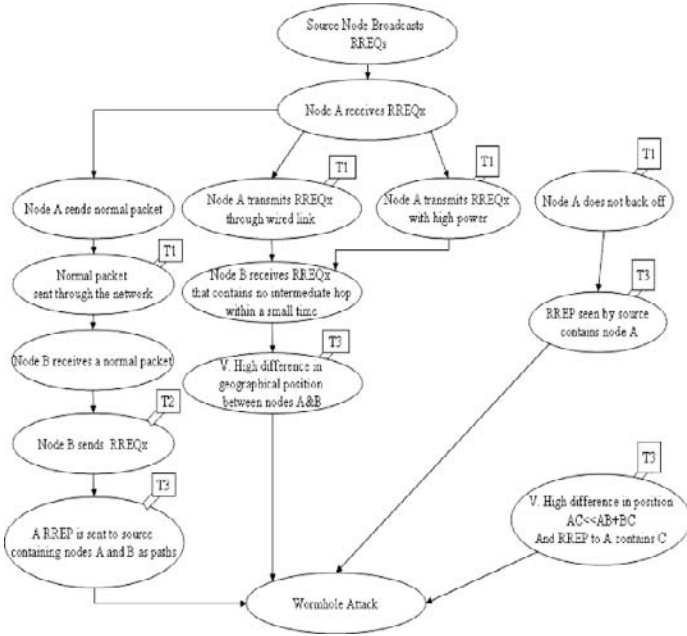 Source Node Broadcasts
RREQs
Node A receives RREQx
T1
T1
T1
Node A sends normal packet
Node A transmits RREQx
through wired link
Node A transmits RREQx
with high power
Node A does not back off
T1
Normal packet
sent through the network
Node B receives RREQx
that contains no intermediate hop
within a small time
T3
RREP seen by source
contains node A
Node B receives a normal packet
T3
V. High difference in
geographical position
between nodes A&B
T2
Node B sends RREQx
T3
A RREP is sent to source
containing nodes A and B as paths
T3
V. High difference in position
AC<<AB+BC
And RREP to A contains C
Wormhole Attack